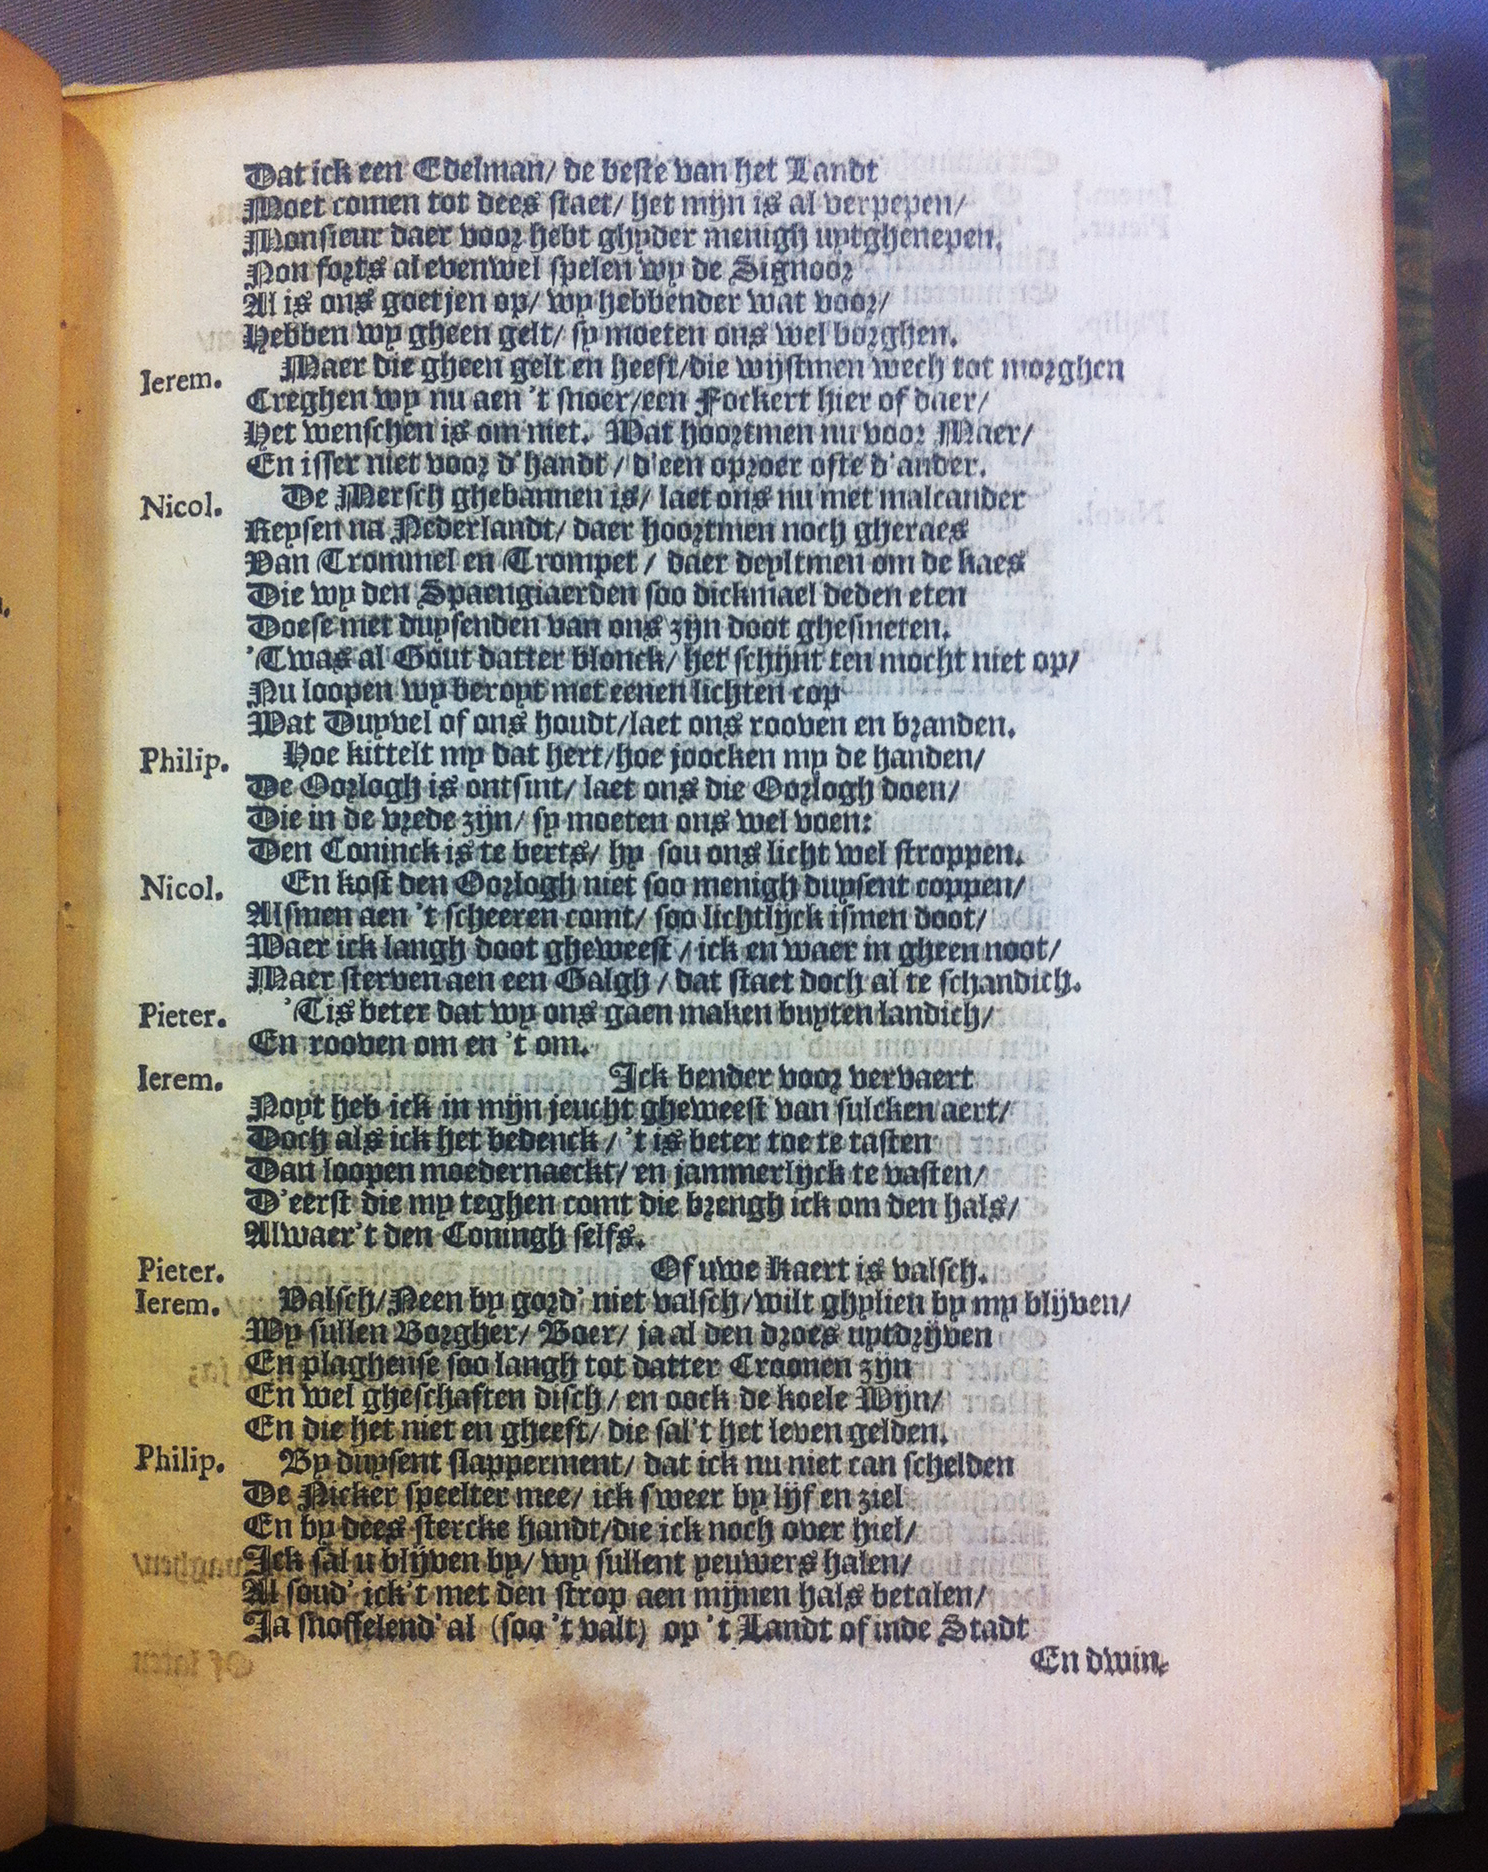 Dat ick een Edelman/ de beste van het Landt
Moet comen tot dees staet/ het mijn is al verpepen/
Monsieur daer voor hebt ghyder menigh uytghenepen.
Non forts al evenwel spelen wy de Signoor
Al is ons goetjen op/ wy hebbender wat voor/
Hebben wy gheen gelt/ sy moeten ons wel borghen.
Ierem. Maer die gheen gelt en heeft/die wijstmen wech tot morghen
Creghen wy nu aen 't snoer/een Fockert hier of daer/
Het wenschen is om niet. Wat hoortmen nu voor Maer/
En isser niet voor d'handt/ d'een oproer ofte d'ander.
Nicol. De Mersch ghebannen is/ laet ons nu met malcander
Reysen na Nederlandt/ daer hoortmen noch gheraes
Van Trommel en Trompet/ daer deyltmen om de kaes
Die wy den Spaengiaerden soo dickmael deden eten
Doese met duysenden van ons zijn doot ghesmeten.
'Twas al Gout datter blonck/ het schijnt ten mocht niet op/
Nu loopen wy beroyt met eenen lichten cop
Wat Duyvel of ons houdt/laet ons rooven en branden.
Philip. Hoe kittelt my dat hert/hoe joocken my de handen/
De Oorlogh is ontsint/ laet ons die Oorlogh doen/
Die in de vrede zijn/ sy moeten ons wel voen:
Den Coninck is te berts/ hy sou ons licht wel stroppen.
Nicol. En kost den Oorlogh niet soo menigh duysent coppen/
Alsmen aen 't scheeren comt/ soo lichtlijck ismen doot/
Waer ick langh doot gheweest/ ick en waer in gheen noot/
Maer sterven aen een Galgh/ dat staet doch al te schandich.
Pieter. 'Tis beter dat wy ons gaen maken buyten landich/
En rooven om en 't om.
Ierem. Ick bender voor vervaert
Noyt heb ick in mijn jeucht gheweest van sulcken aert/
Doch als ick het bedenck/ 't is beter toe te tasten
Dan loopen moedernaeckt/ en jammerlijck te vasten/
D'eerst die my teghen comt die brengh ick om den hals/
Alwaer't den Coningh selfs.
Pieter. Of uwe kaert is valsch.
Ierem. Valsch/Neen by gord' niet valsch/wilt ghylien by my blijven/
Wy sullen Borgher/ Boer/ ja al den droes uytdrijven
En plaghense soo langh tot datter Croonen zijn
En wel gheschaften disch/ en oock de koele Wijn/
En die het niet en gheeft/ die sal't het leven gelden.
Philip. By duysent slapperment/ dat ick nu niet can schelden
De Nicker speelter mee/ ick sweer by lijf en ziel
En by dees stercke handt/die ick noch over hiel/
Ick sal u blijven by/ wy sullent yeuwers halen/
Al soud' ick't met den strop aen mijnen hals betalen/
Ja snoffelend' al (soo 't valt) op 't Landt of inde Stadt
En dwin-